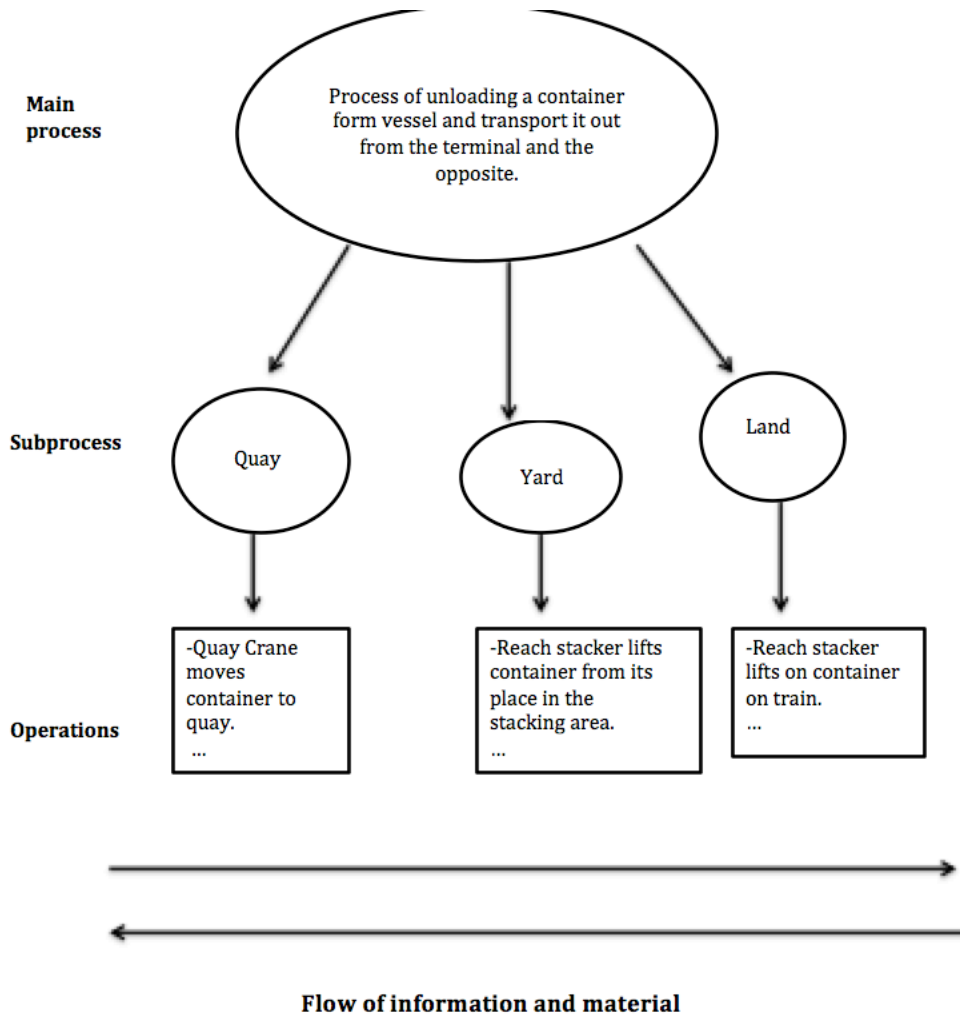 Main
process
Process of unloading a container
form vessel and transport it out
from the terminal and the
opposite.
Subprocess
Quay
Yard
Land
Operations
-Quay Crane
moves
container to
quay.
...
-Reach stacker lifts
container from its
place in the
stacking area.
...
-Reach stacker
lifts on container
on train.
...
Flow of information and material